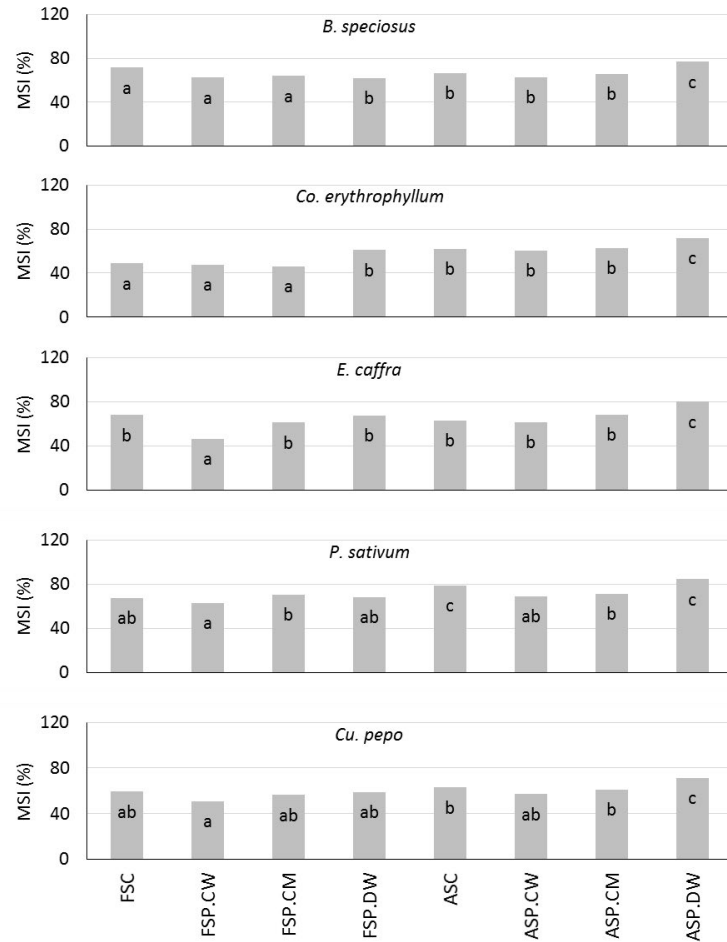 B. speciosus
120
80
40
0
MSI (%)
a a a b b b b c
Co. erythrophyllum
120
80
40
0
MSI (%)
a a a b b b b c
E. caffra
120
80
40
0
MSI (%)
b a b b b b b c
P. sativum
120
80
40
0
MSI (%)
ab a b ab c ab b c
Cu. pepo
120
80
40
0
MSI (%)
ab a ab ab b ab b c
FSC FSP.CW FSP.CM FSP.DW ASC ASP.CW ASP.CM ASP.DW